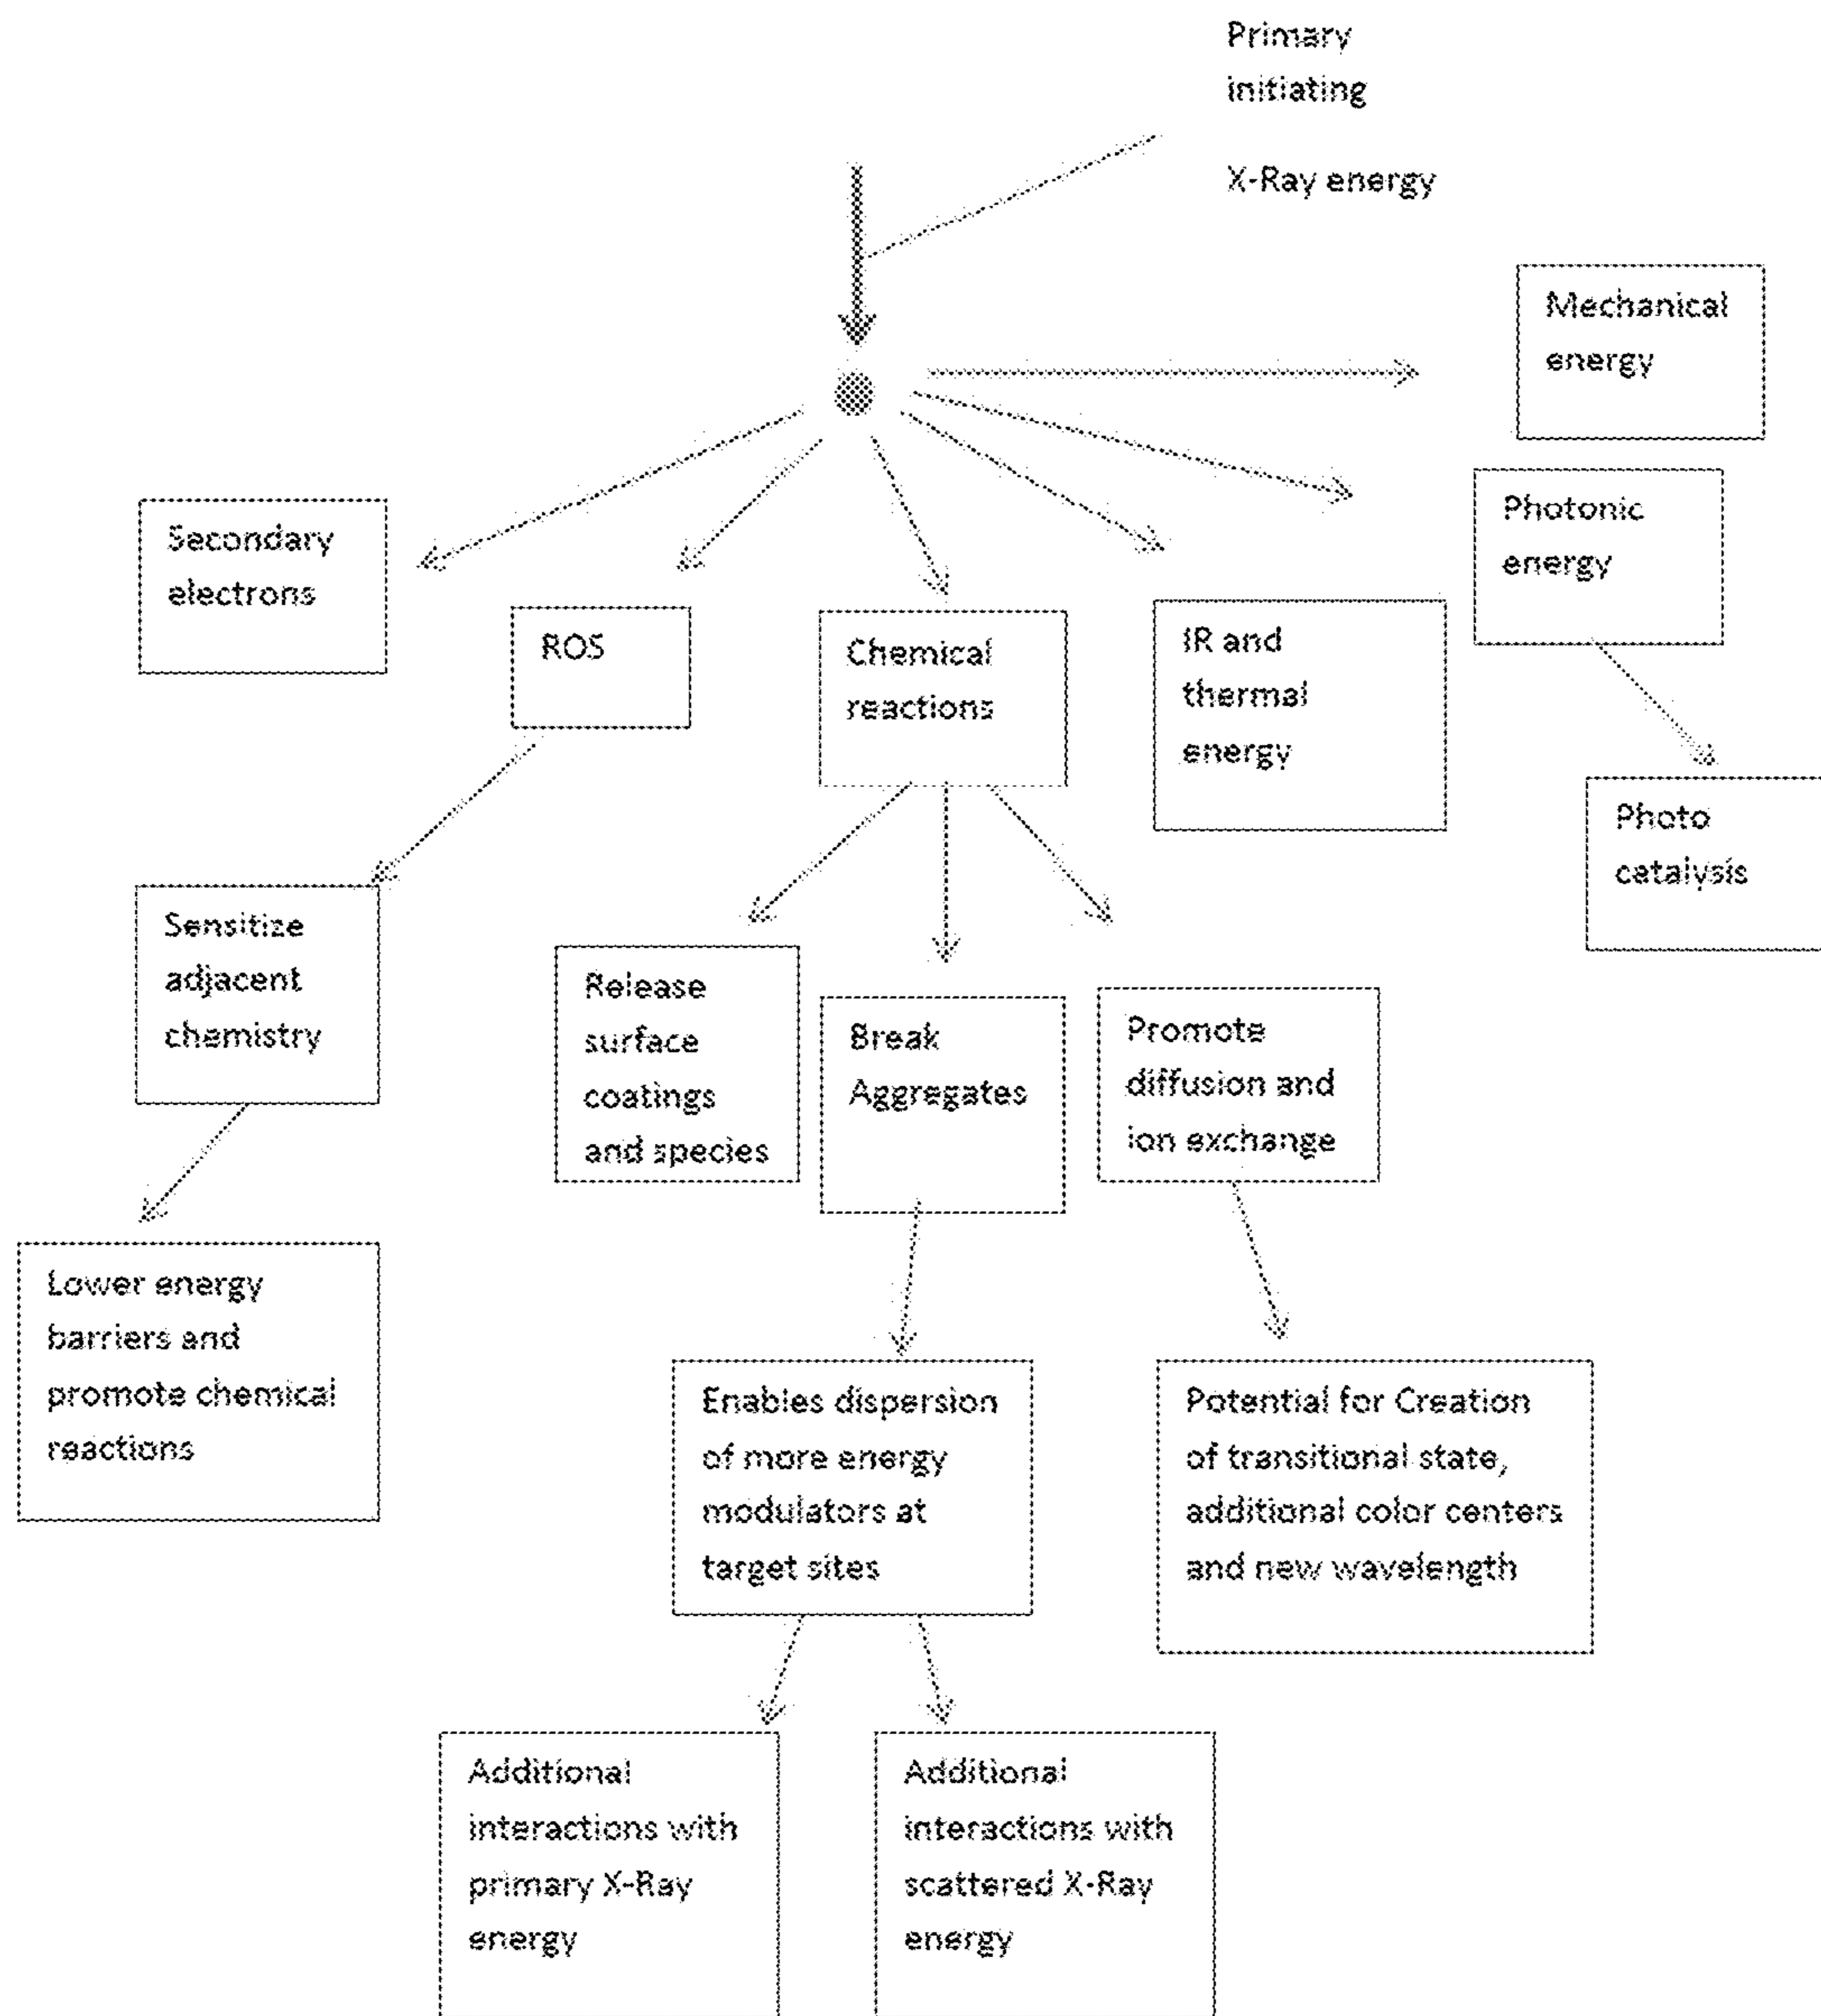 Primary
initiating
X-Ray energy
Mechanical
energy
Photonic
energy
Secondary
electrons
ROS
Chemical
reactions
IR and
thermal
energy
Photo
catalysis
Sensitize
adjacent
chemistry
Release
surface
coatings
and species
Break
Aggregates
Promote
diffusion and
ion exchange
Lower energy
barriers and
promote chemical
reactions
Enables dispersion
of more energy
modulators at
target sites
Potential for Creation
of transitional state,
additional color centers
and new wavelength
Additional
interactions with
primary X-Ray
energy
Additional
interactions with
scattered X-Ray
energy